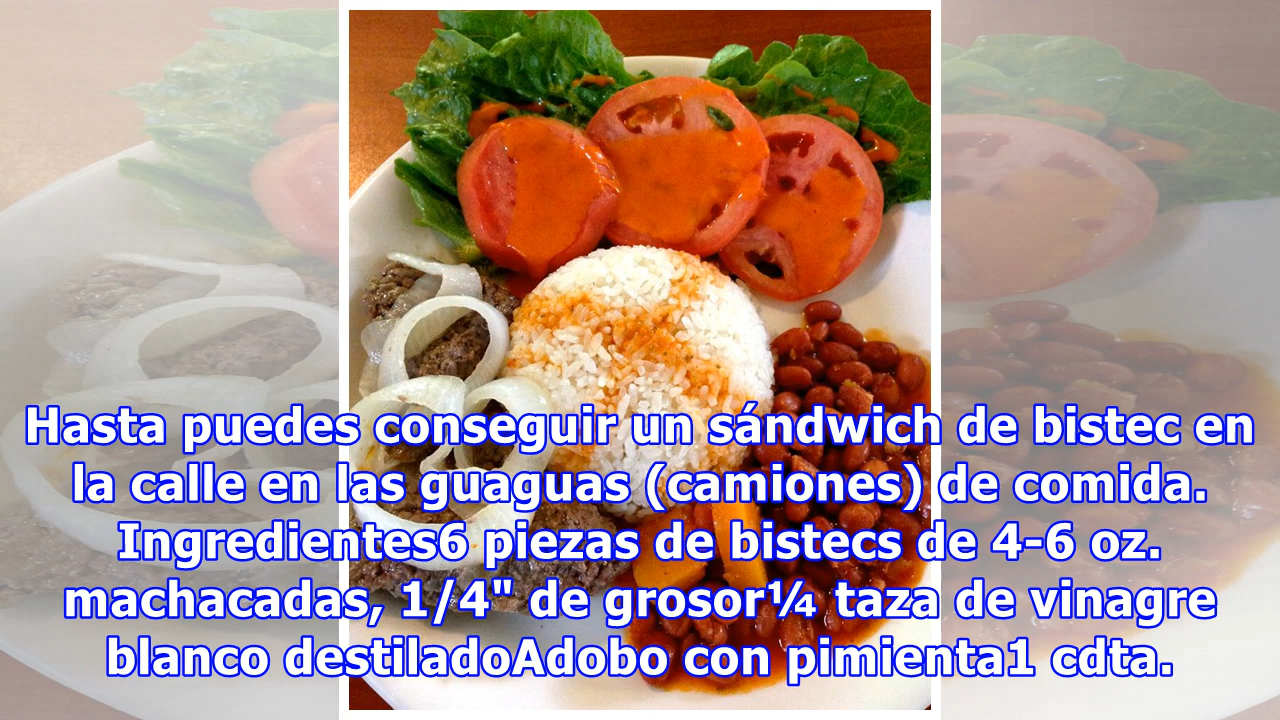 Hasta puedes conseguir un sándwich de bistec en
la calle en las guaguas (camiones) de comida.
Ingredientes6 piezas de bistecs de 4-6 oz.
machacadas, 1/4" de grosor¼ taza de vinagre
blanco destiladoAdobo con pimienta1 cdta.